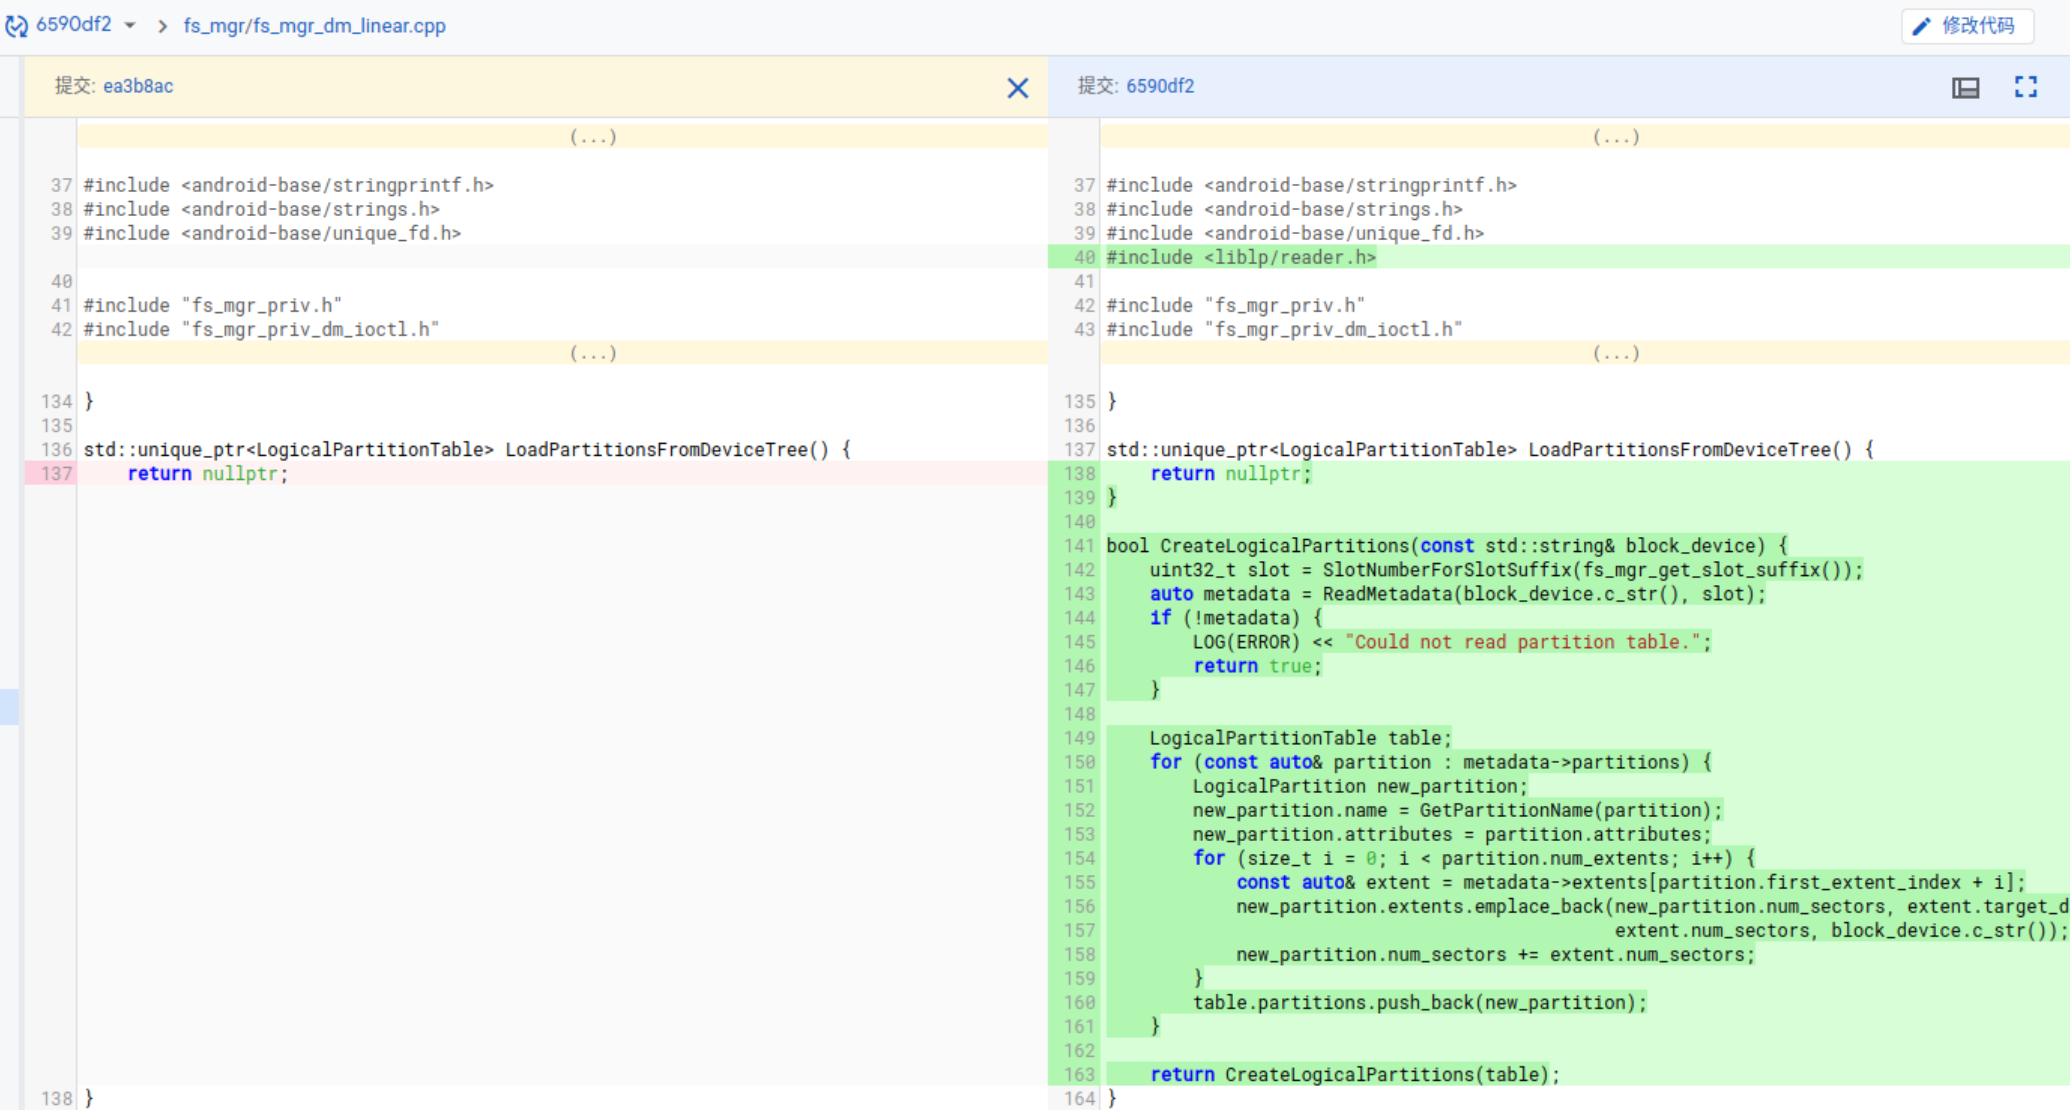 6590df2 > fs_mgr/fs_mgr_dm_linear.cpp 修改代码
提交: ea3b8ac
(...)
37 #include <android-base/stringprintf.h>
38 #include <android-base/strings.h>
39 #include <android-base/unique_fd.h>
40
41 #include "fs_mgr_priv.h"
42 #include "fs_mgr_priv_dm_ioctl.h"
(...)
134 }
135
136 std::unique_ptr<LogicalPartitionTable> LoadPartitionsFromDeviceTree() {
137     return nullptr;
138 }
提交: 6590df2
(...)
37 #include <android-base/stringprintf.h>
38 #include <android-base/strings.h>
39 #include <android-base/unique_fd.h>
40 #include <liblp/reader.h>
41
42 #include "fs_mgr_priv.h"
43 #include "fs_mgr_priv_dm_ioctl.h"
(...)
135 }
136
137 std::unique_ptr<LogicalPartitionTable> LoadPartitionsFromDeviceTree() {
138     return nullptr;
139 }
140
141 bool CreateLogicalPartitions(const std::string& block_device) {
142     uint32_t slot = SlotNumberForSlotSuffix(fs_mgr_get_slot_suffix());
143     auto metadata = ReadMetadata(block_device.c_str(), slot);
144     if (!metadata) {
145         LOG(ERROR) << "Could not read partition table.";
146         return true;
147     }
148
149     LogicalPartitionTable table;
150     for (const auto& partition : metadata->partitions) {
151         LogicalPartition new_partition;
152         new_partition.name = GetPartitionName(partition);
153         new_partition.attributes = partition.attributes;
154         for (size_t i = 0; i < partition.num_extents; i++) {
155             const auto& extent = metadata->extents[partition.first_extent_index + i];
156             new_partition.extents.emplace_back(new_partition.num_sectors, extent.target_d
157                                                extent.num_sectors, block_device.c_str());
158             new_partition.num_sectors += extent.num_sectors;
159         }
160         table.partitions.push_back(new_partition);
161     }
162
163     return CreateLogicalPartitions(table);
164 }